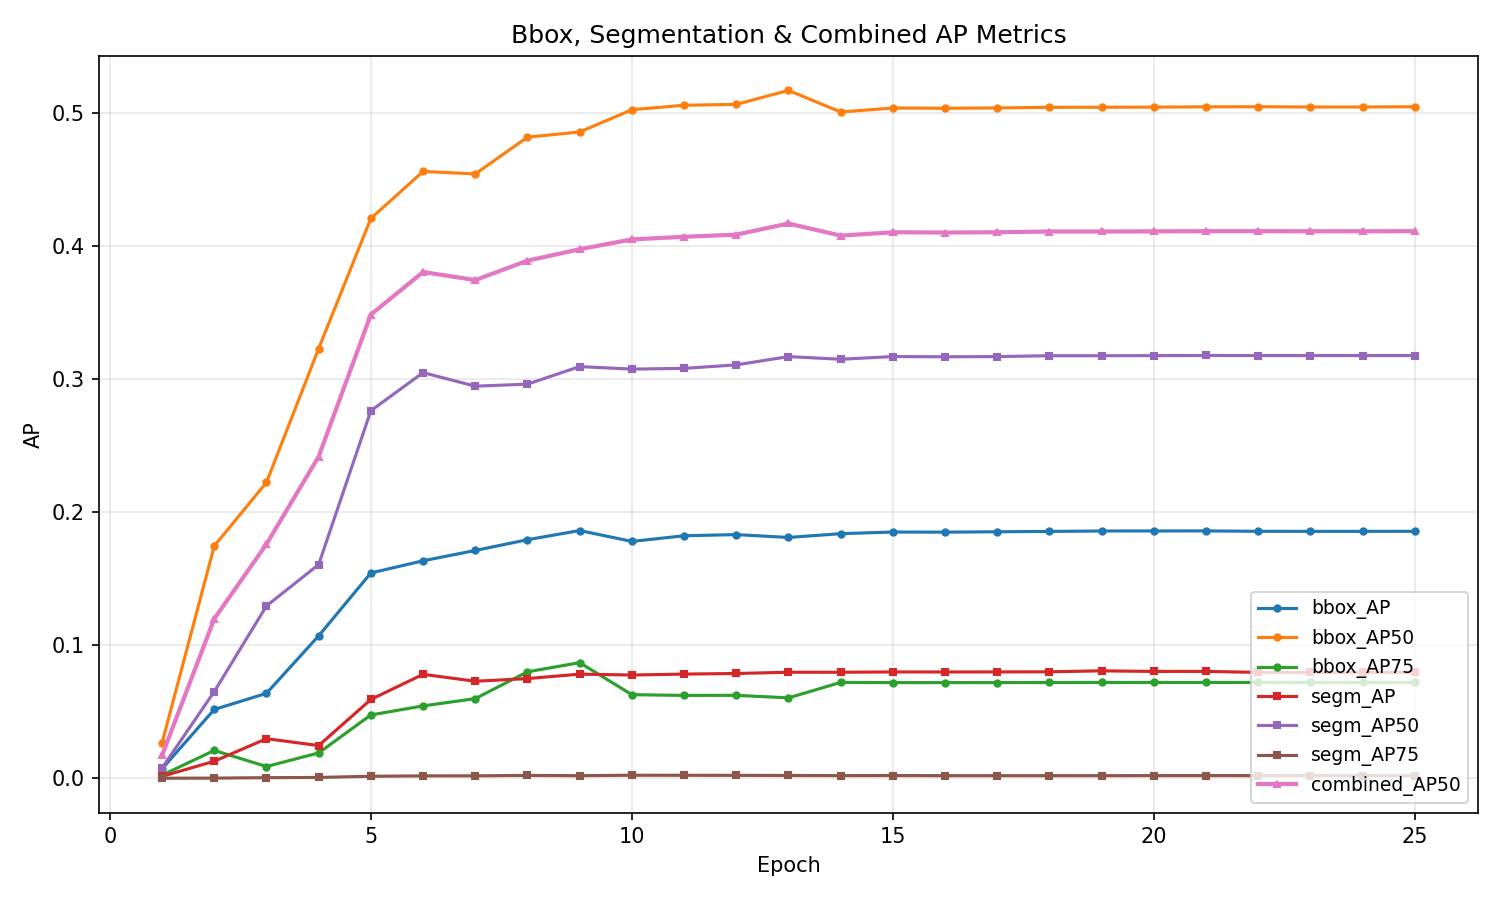 Bbox, Segmentation & Combined AP Metrics
0.5
0.4
0.3
0.2
0.1
0.0
AP
bbox_AP
bbox_AP50
bbox_AP75
segm_AP
segm_AP50
segm_AP75
combined_AP50
0 5 10 15 20 25
Epoch